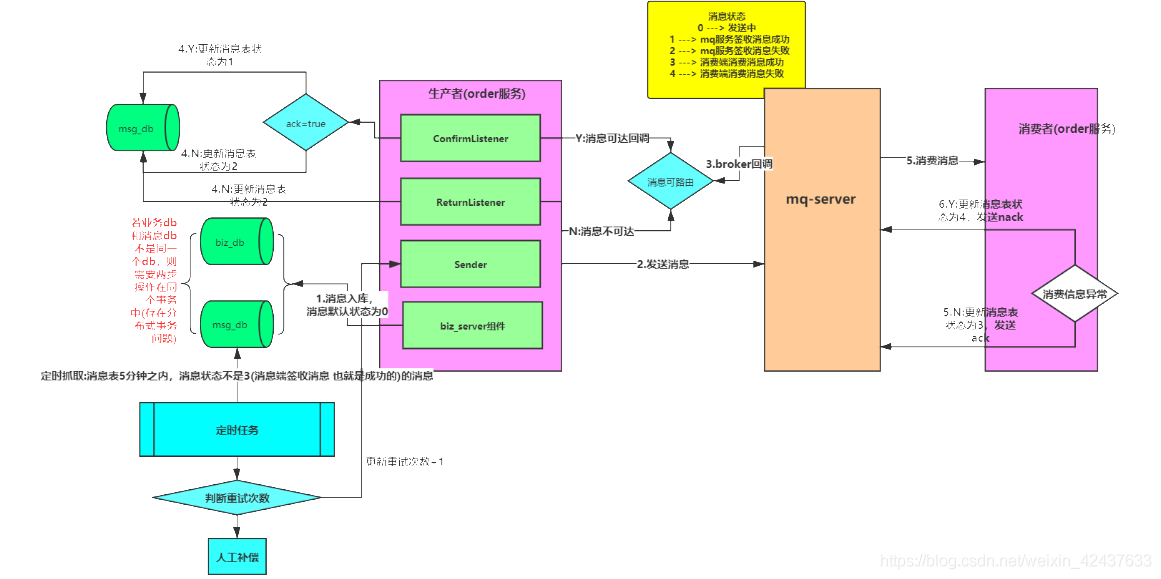 消息状态
0 ---> 发送中
1 ---> mq服务签收消息成功
2 ---> mq服务签收消息失败
3 ---> 消费端消费消息成功
4 ---> 消费端消费消息失败
4.Y:更新消息表状
态为1
msg_db
ack=true
4.N:更新消息表
状态为2
4.N:更新消息表
状态为2
生产者(order服务)
ConfirmListener
ReturnListener
Sender
biz_server组件
Y:消息可达回调
消息可路由
3.broker回调
N:消息不可达
2.发送消息
mq-server
5.消费消息
消费者(order服务)
6.Y:更新消息表状
态为4，发送nack
消费信息异常
5.N:更新消息表
状态为3，发送
ack
若业务db
和消息db
不是同一
个db，则
需要两步
操作在同
个事务
中(存在分
布式事务
问题)
biz_db
msg_db
1.消息入库，
消息默认状态为0
定时抓取:消息表5分钟之内，消息状态不是3(消息端签收消息 也就是成功的)的消息
定时任务
更新重试次数+1
判断重试次数
人工补偿
https://blog.csdn.net/weixin_42437633